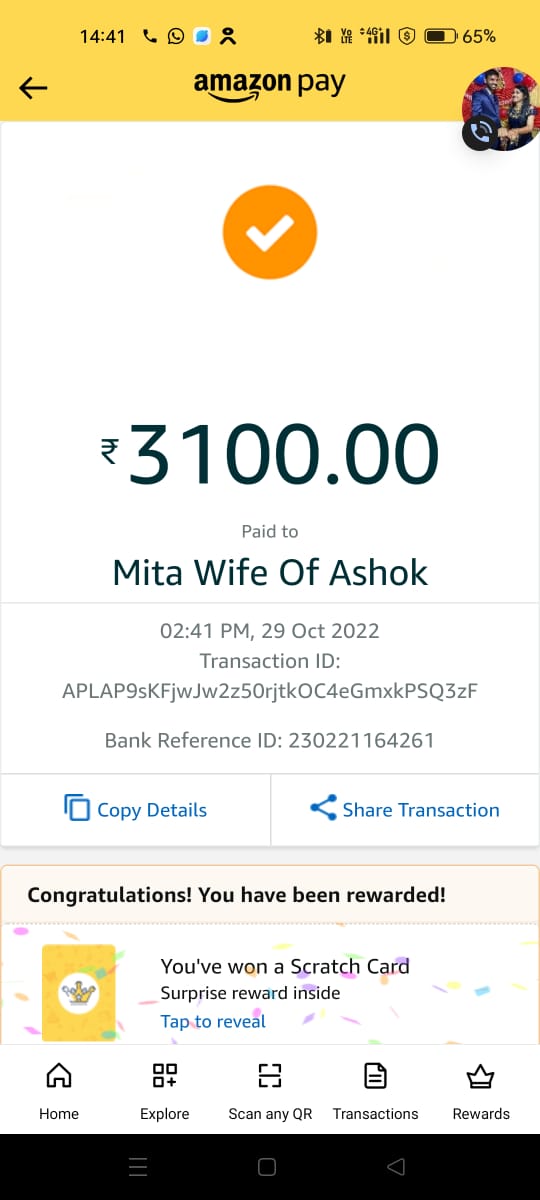 14:41
65%
amazon pay
₹3100.00
Paid to
Mita Wife Of Ashok
02:41 PM, 29 Oct 2022
Transaction ID:
APLAP9sKFjwJw2z50rjtkOC4eGmxkPSQ3zF
Bank Reference ID: 230221164261
Copy Details
Share Transaction
Congratulations! You have been rewarded!
You've won a Scratch Card
Surprise reward inside
Tap to reveal
Home
Explore
Scan any QR
Transactions
Rewards